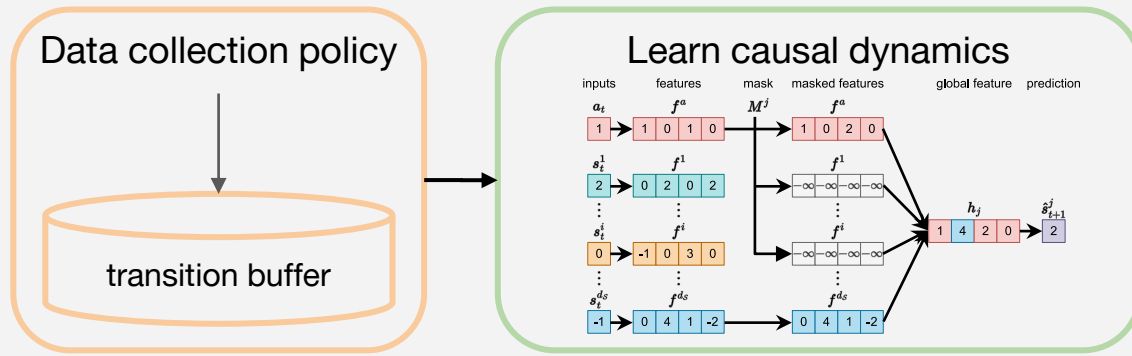 Data collection policy
transition buffer
Learn causal dynamics
inputs features mask masked features global feature prediction
a_t f^a M^j f^a
1 1 0 1 0 1 0 2 0
s_t^1 f^1 f^1
2 0 2 0 2 −∞ −∞ −∞ −∞
⋮ ⋮ ⋮
h_j ŝ_{t+1}^j
1 4 2 0 2
s_t^i f^i f^i
0 -1 0 3 0 −∞ −∞ −∞ −∞
⋮ ⋮ ⋮
s_t^{d_S} f^{d_S} f^{d_S}
-1 0 4 1 -2 0 4 1 -2